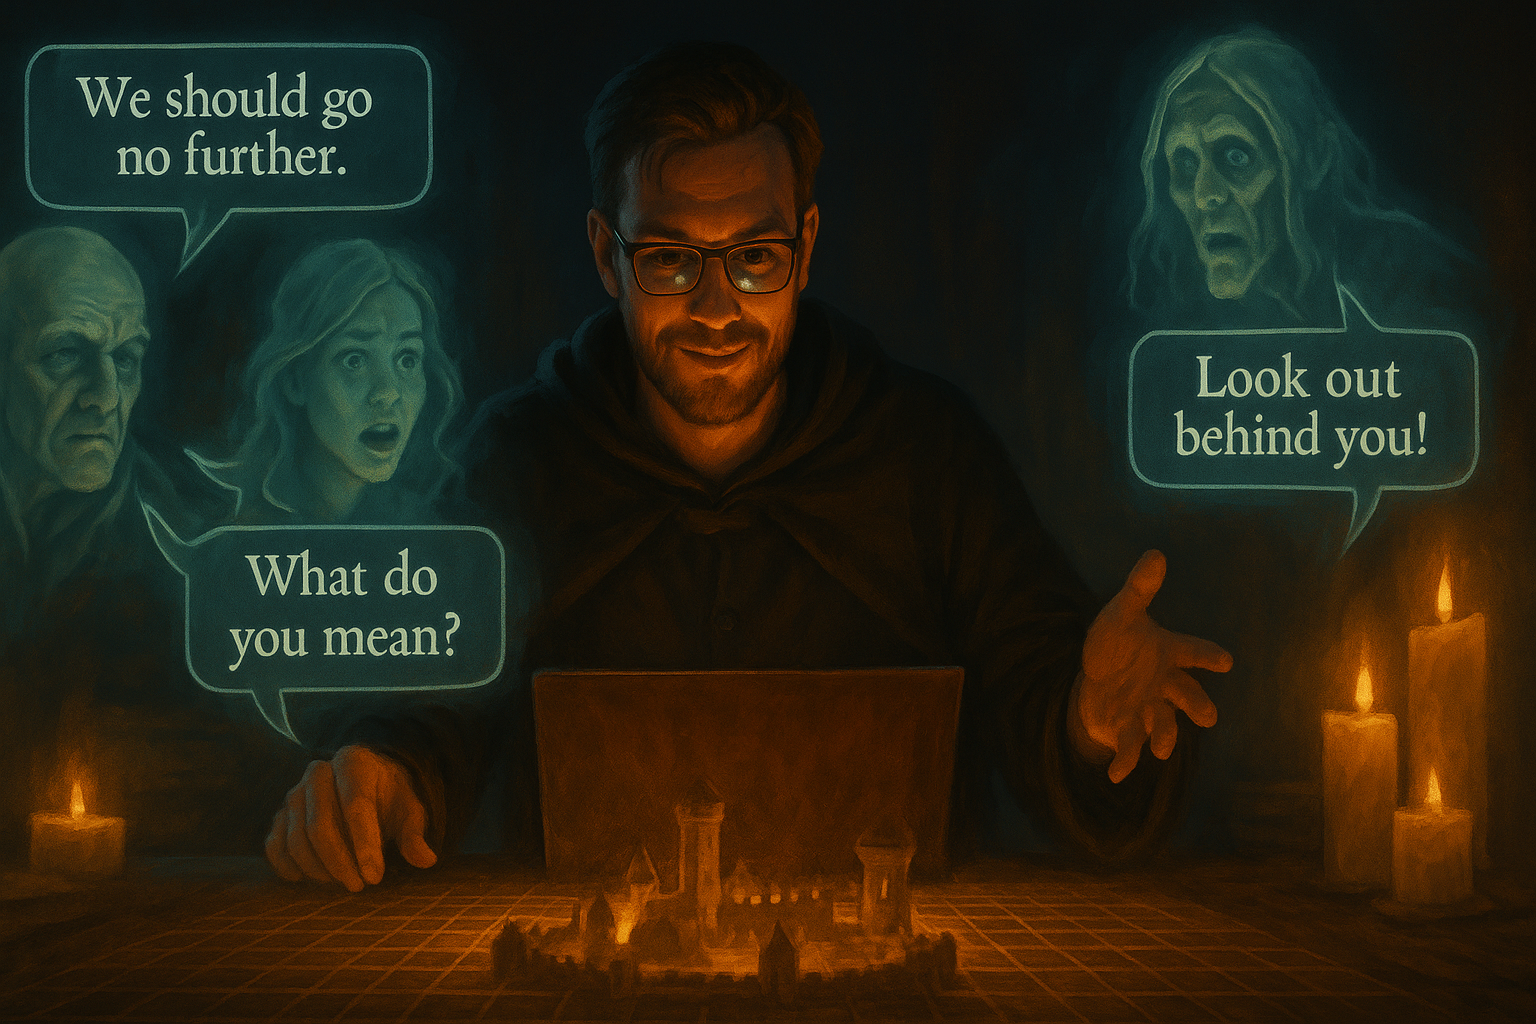 We should go
no further.
What do
you mean?
Look out
behind you!